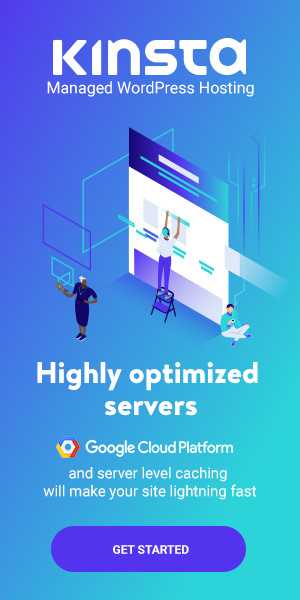 Kinsta
Managed WordPress Hosting
Highly optimized
servers
Google Cloud Platform
and server level caching
will make your site lightning fast
GET STARTED